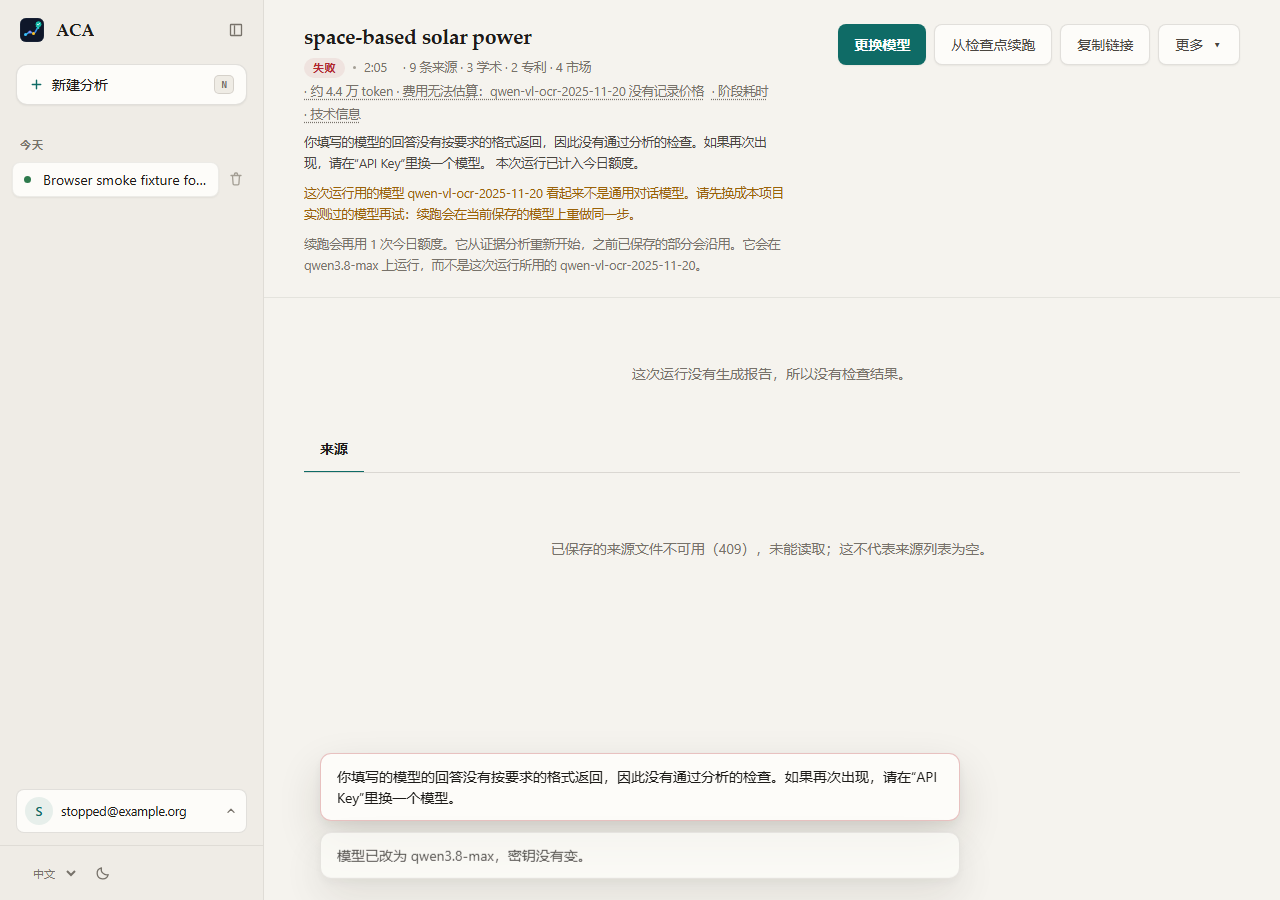 ACA
+ 新建分析 N
今天
Browser smoke fixture fo...
space-based solar power
失败 • 2:05 · 9 条来源 · 3 学术 · 2 专利 · 4 市场
· 约 4.4 万 token · 费用无法估算：qwen-vl-ocr-2025-11-20 没有记录价格 · 阶段耗时
· 技术信息
你填写的模型的回答没有按要求的格式返回，因此没有通过分析的检查。如果再次出
现，请在“API Key”里换一个模型。 本次运行已计入今日额度。
这次运行用的模型 qwen-vl-ocr-2025-11-20 看起来不是通用对话模型。请先换成本项目
实测过的模型再试：续跑会在当前保存的模型上重做同一步。
续跑会再用 1 次今日额度。它从证据分析重新开始，之前已保存的部分会沿用。它会在
qwen3.8-max 上运行，而不是这次运行所用的 qwen-vl-ocr-2025-11-20。
更换模型
从检查点续跑
复制链接
更多 ▾
这次运行没有生成报告，所以没有检查结果。
来源
已保存的来源文件不可用（409），未能读取；这不代表来源列表为空。
你填写的模型的回答没有按要求的格式返回，因此没有通过分析的检查。如果再次出现，请在“API
Key”里换一个模型。
模型已改为 qwen3.8-max，密钥没有变。
S stopped@example.org
中文